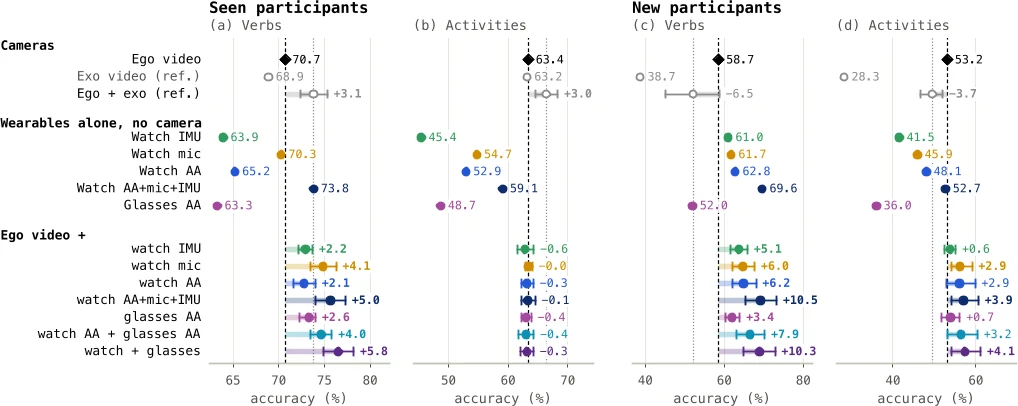 Seen participants New participants
(a) Verbs (b) Activities (c) Verbs (d) Activities
Cameras
Ego video 70.7 63.4 58.7 53.2
Exo video (ref.) 68.9 63.2 38.7 28.3
Ego + exo (ref.) +3.1 +3.0 −6.5 −3.7
Wearables alone, no camera
Watch IMU 63.9 45.4 61.0 41.5
Watch mic 70.3 54.7 61.7 45.9
Watch AA 65.2 52.9 62.8 48.1
Watch AA+mic+IMU 73.8 59.1 69.6 52.7
Glasses AA 63.3 48.7 52.0 36.0
Ego video +
watch IMU +2.2 −0.6 +5.1 +0.6
watch mic +4.1 −0.0 +6.0 +2.9
watch AA +2.1 −0.3 +6.2 +2.9
watch AA+mic+IMU +5.0 −0.1 +10.5 +3.9
glasses AA +2.6 −0.4 +3.4 +0.7
watch AA + glasses AA +4.0 −0.4 +7.9 +3.2
watch + glasses +5.8 −0.3 +10.3 +4.1
65 70 75 80 50 60 70 40 60 80 40 60
accuracy (%) accuracy (%) accuracy (%) accuracy (%)